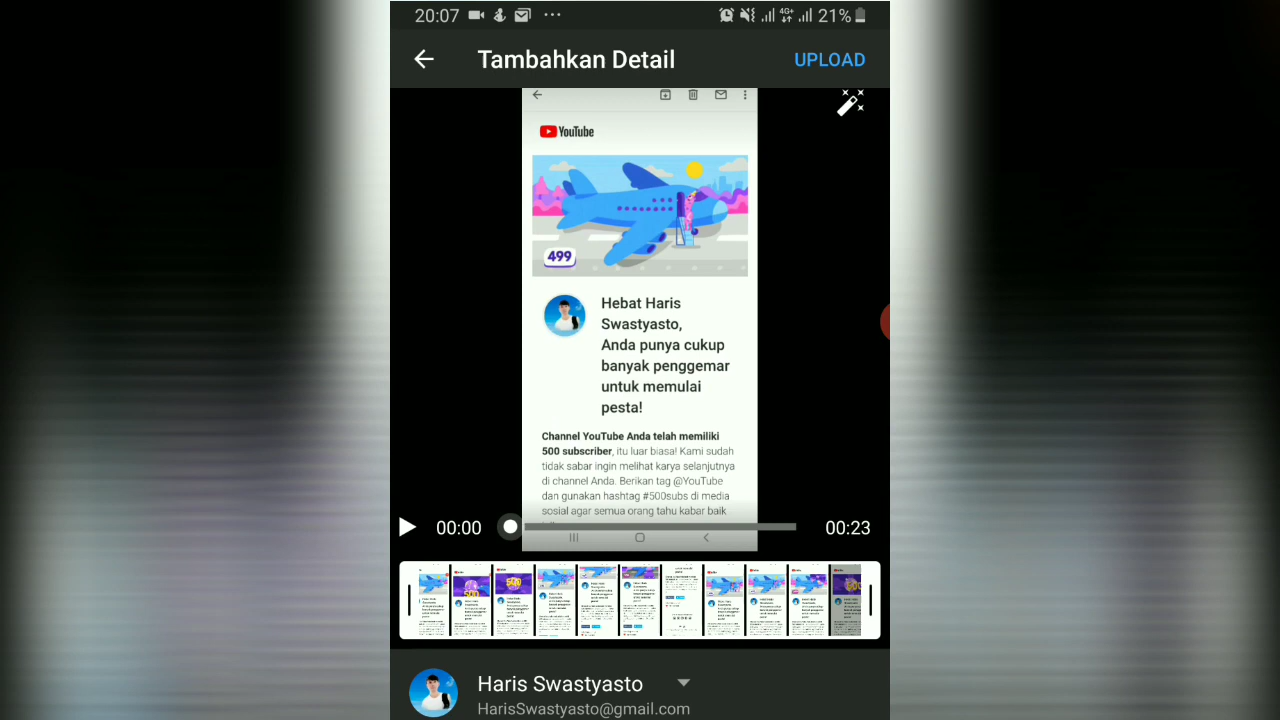 20:07
4G+
21%
Tambahkan Detail
UPLOAD
YouTube
499
Hebat Haris
Swastyasto,
Anda punya cukup
banyak penggemar
untuk memulai
pesta!
Channel YouTube Anda telah memiliki
500 subscriber, itu luar biasa! Kami sudah
tidak sabar ingin melihat karya selanjutnya
di channel Anda. Berikan tag @YouTube
dan gunakan hashtag #500subs di media
sosial agar semua orang tahu kabar baik
00:00
00:23
500
Haris Swastyasto
HarisSwastyasto@gmail.com